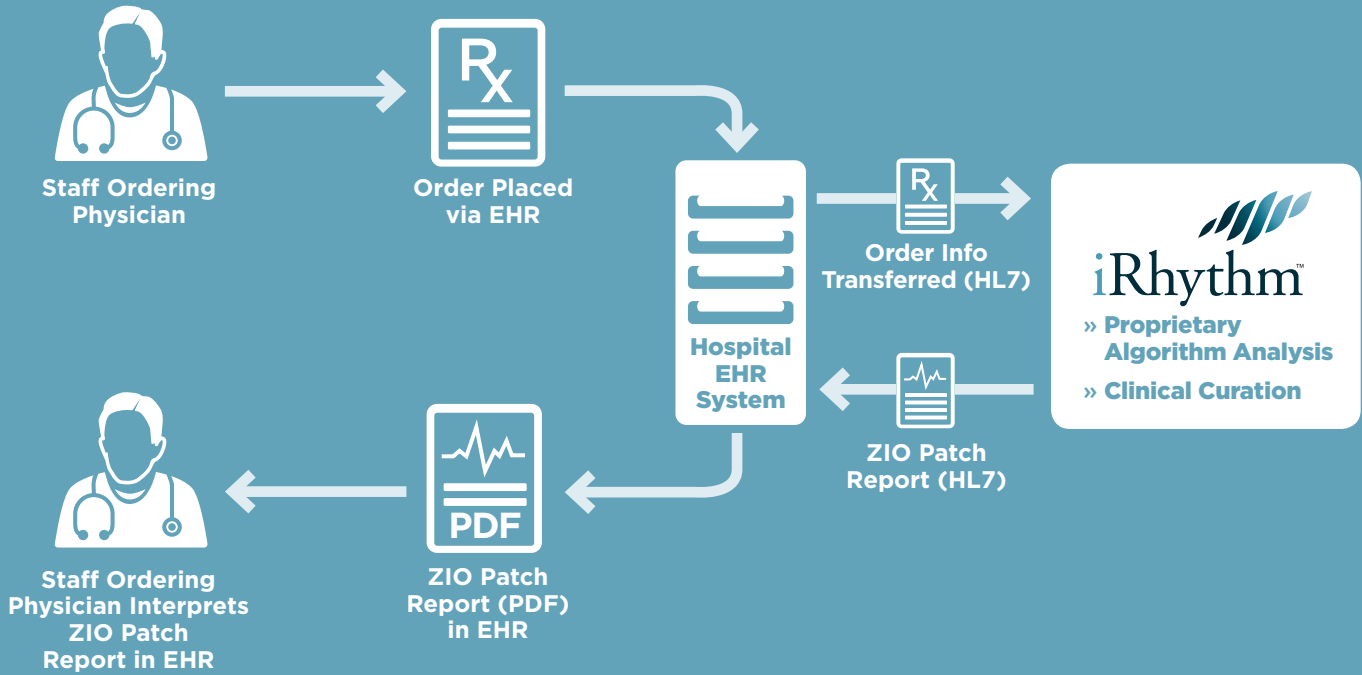 Rx
Staff Ordering
Physician
Order Placed
via EHR
Hospital
EHR
System
Rx
Order Info
Transferred (HL7)
iRhythm™
» Proprietary
Algorithm Analysis
» Clinical Curation
ZIO Patch
Report (HL7)
PDF
ZIO Patch
Report (PDF)
in EHR
Staff Ordering
Physician Interprets
ZIO Patch
Report in EHR